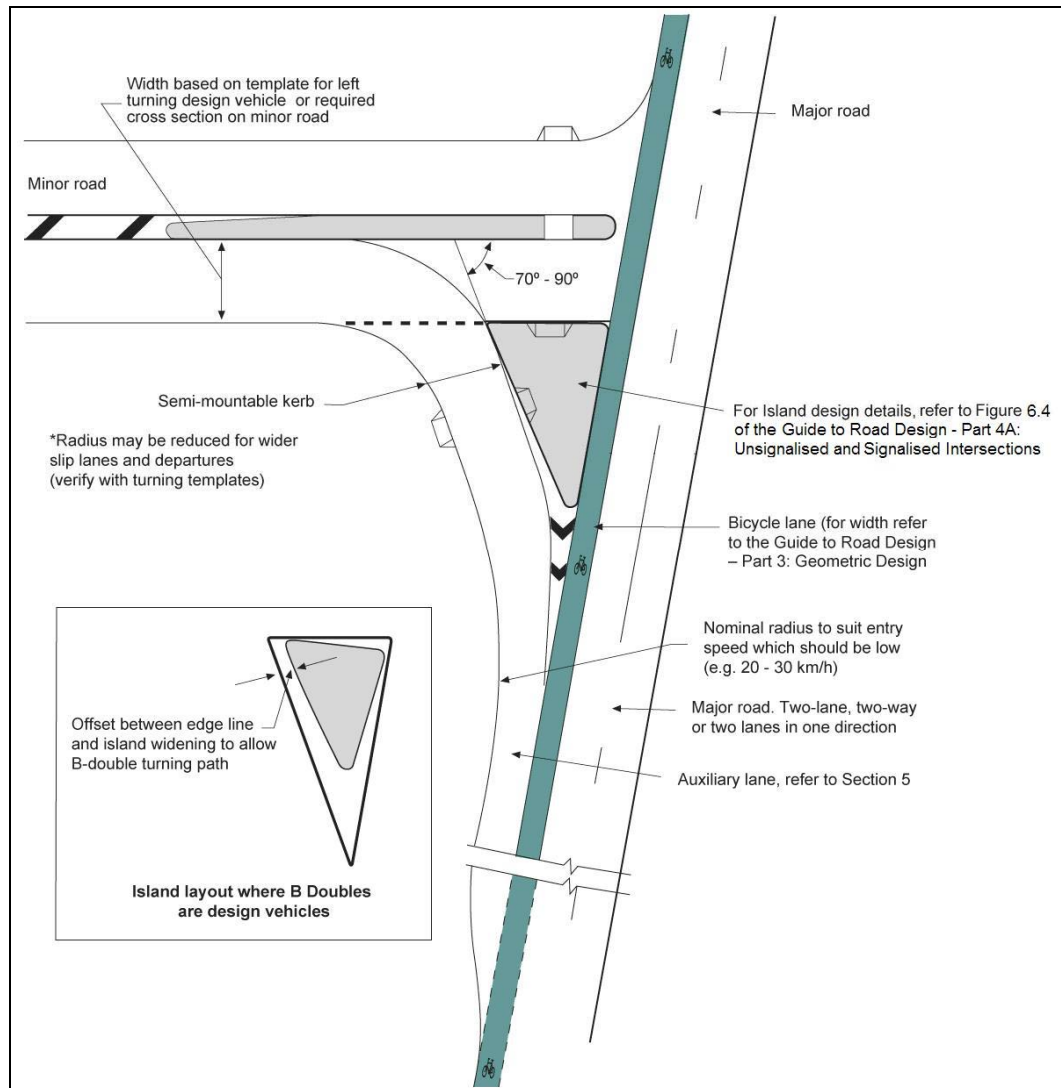 Width based on template for left
turning design vehicle or required
cross section on minor road
Major road
Minor road
70º - 90º
Semi-mountable kerb
*Radius may be reduced for wider
slip lanes and departures
(verify with turning templates)
For Island design details, refer to Figure 6.4
of the Guide to Road Design - Part 4A:
Unsignalised and Signalised Intersections
Bicycle lane (for width refer
to the Guide to Road Design
– Part 3: Geometric Design
Nominal radius to suit entry
speed which should be low
(e.g. 20 - 30 km/h)
Major road. Two-lane, two-way
or two lanes in one direction
Auxiliary lane, refer to Section 5
Offset between edge line
and island widening to allow
B-double turning path
Island layout where B Doubles
are design vehicles